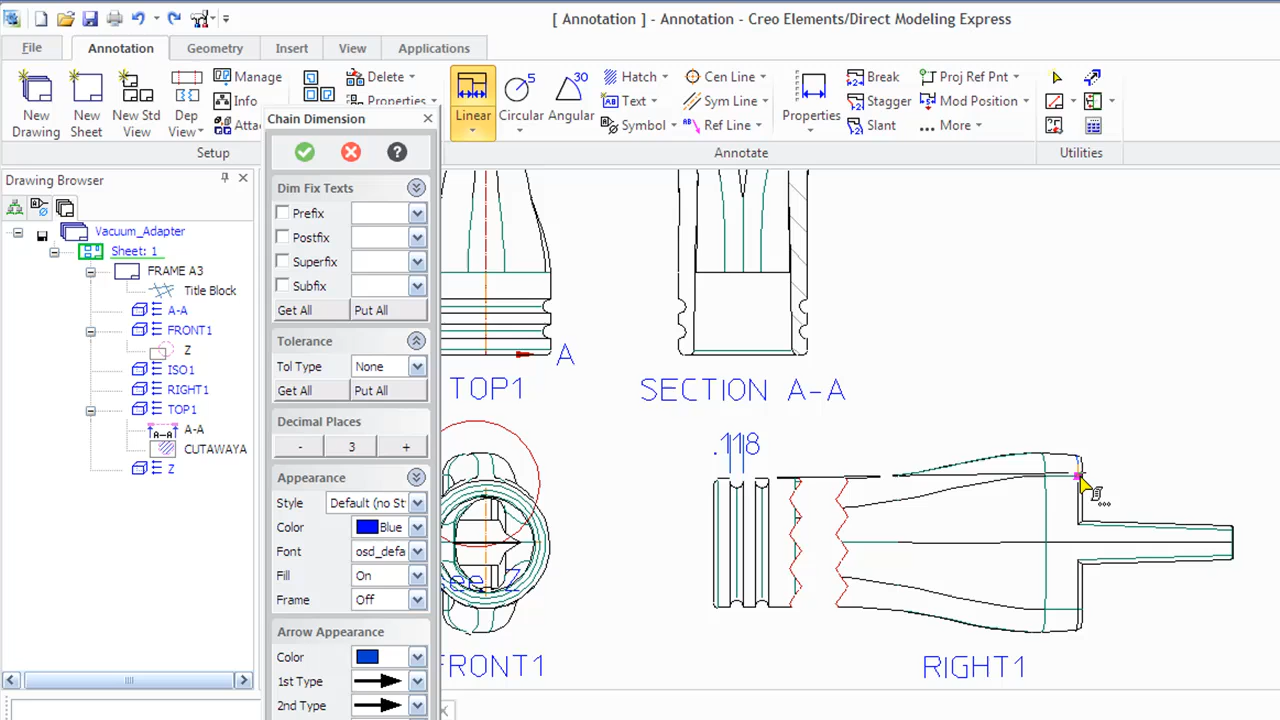 [ Annotation ] - Annotation - Creo Elements/Direct Modeling Express
File Annotation Geometry Insert View Applications
New Drawing
New Sheet
New Std View
Dep View
Manage
Info
Delete
Properties
Linear
Circular
5
Angular
30
Hatch
Text
Symbol
Cen Line
Sym Line
Ref Line
Properties
Break
Stagger
Slant
Proj Ref Pnt
Mod Position
... More
Setup Annotate Utilities
Chain Dimension
Drawing Browser
Vacuum_Adapter
Sheet: 1
FRAME A3
Title Block
A-A
FRONT1
Z
ISO1
RIGHT1
TOP1
A-A
CUTAWAYA
Z
Dim Fix Texts
Prefix
Postfix
Superfix
Subfix
Get All Put All
Tolerance
Tol Type None
Get All Put All
Decimal Places
- 3 +
Appearance
Style Default (no St
Color Blue
Font osd_defa
Fill On
Frame Off
Arrow Appearance
Color
1st Type
2nd Type
A
TOP1
SECTION A-A
.118
FRONT1
RIGHT1